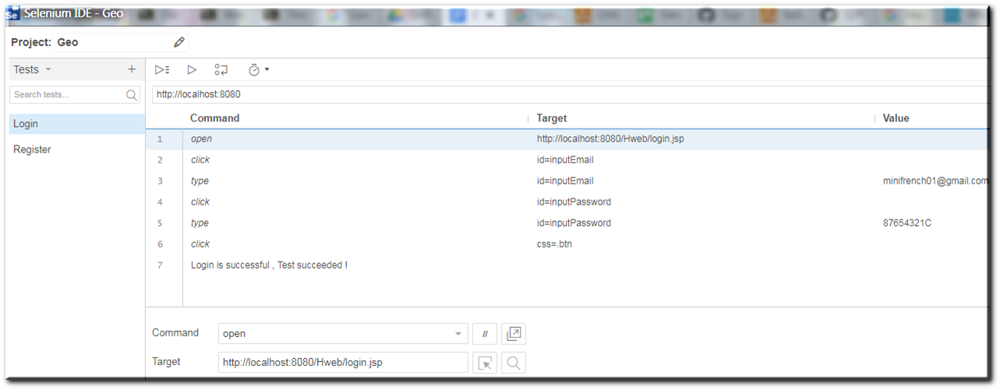 Selenium IDE - Geo
Project: Geo
Tests
Search tests...
Login
Register
http://localhost:8080
Command Target Value
1 open http://localhost:8080/Hweb/login.jsp
2 click id=inputEmail
3 type id=inputEmail minifrench01@gmail.com
4 click id=inputPassword
5 type id=inputPassword 87654321C
6 click css=.btn
7 Login is successful , Test succeeded !
Command open //
Target http://localhost:8080/Hweb/login.jsp